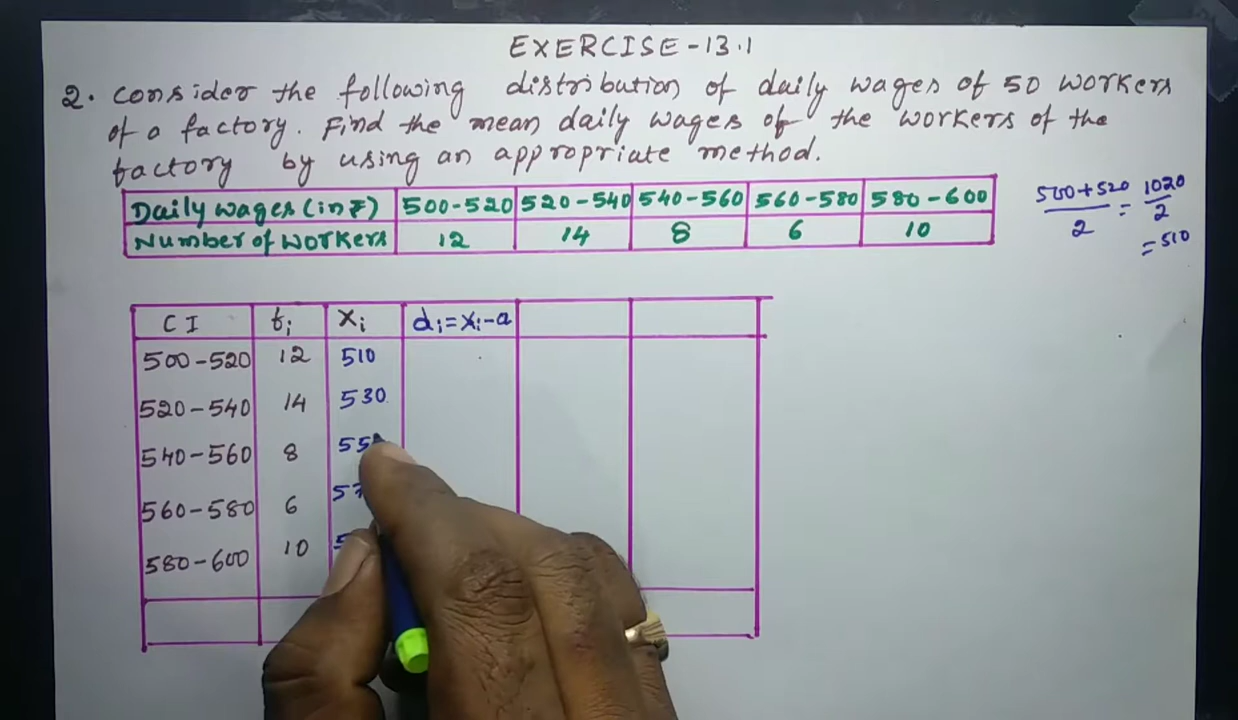 EXERCISE-13.1
2. Consider the following distribution of daily wages of 50 workers
of a factory. Find the mean daily wages of the workers of the
factory by using an appropriate method.
Daily wages (in ₹) 500-520 520-540 540-560 560-580 580-600
Number of workers 12 14 8 6 10
500+520/2 = 1020/2
=510
CI fi xi di=xi-a
500-520 12 510
520-540 14 530
540-560 8
560-580 6
580-600 10